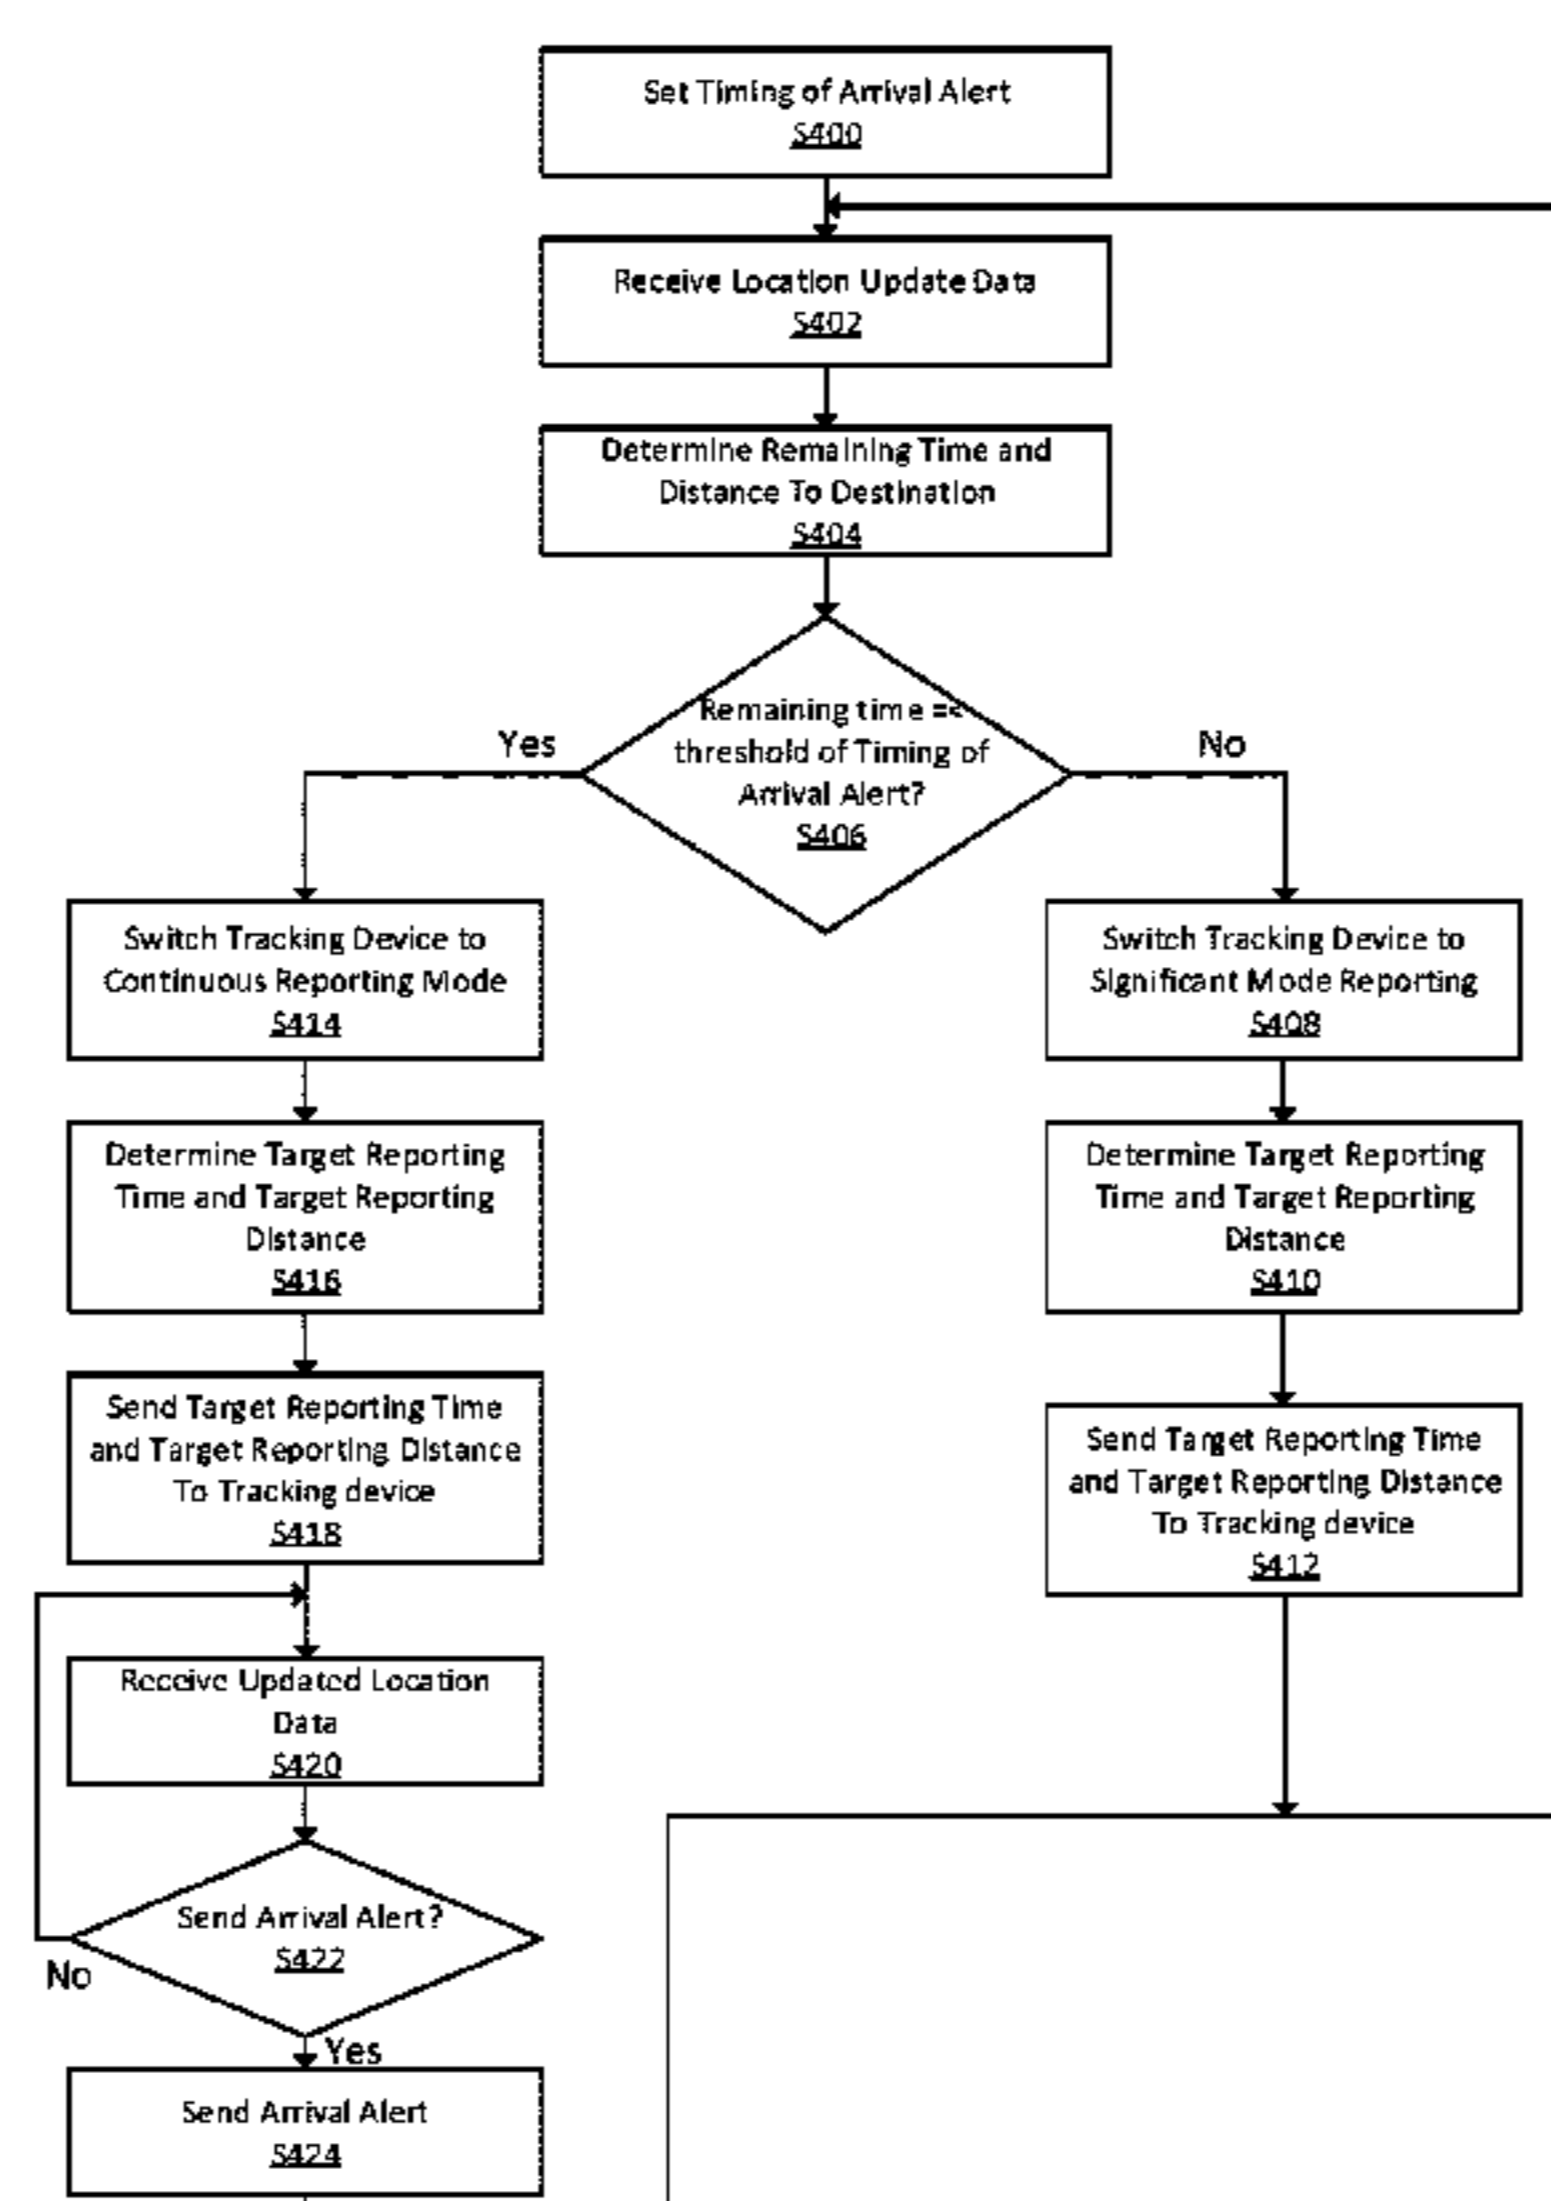 Set Timing of Arrival Alert
S400
Receive Location Update Data
S402
Determine Remaining Time and
Distance To Destination
S404
Remaining time =<
threshold of Timing of
Arrival Alert?
S406
Yes
No
Switch Tracking Device to
Continuous Reporting Mode
S414
Determine Target Reporting
Time and Target Reporting
Distance
S416
Send Target Reporting Time
and Target Reporting Distance
To Tracking device
S418
Receive Updated Location
Data
S420
Send Arrival Alert?
S422
No
Yes
Send Arrival Alert
S424
Switch Tracking Device to
Significant Mode Reporting
S408
Determine Target Reporting
Time and Target Reporting
Distance
S410
Send Target Reporting Time
and Target Reporting Distance
To Tracking device
S412